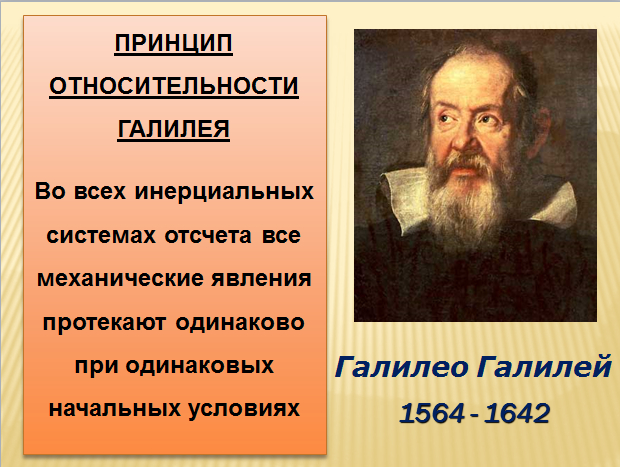 ПРИНЦИП
ОТНОСИТЕЛЬНОСТИ
ГАЛИЛЕЯ
Во всех инерциальных
системах отсчета все
механические явления
протекают одинаково
при одинаковых
начальных условиях
Галилео Галилей
1564 - 1642